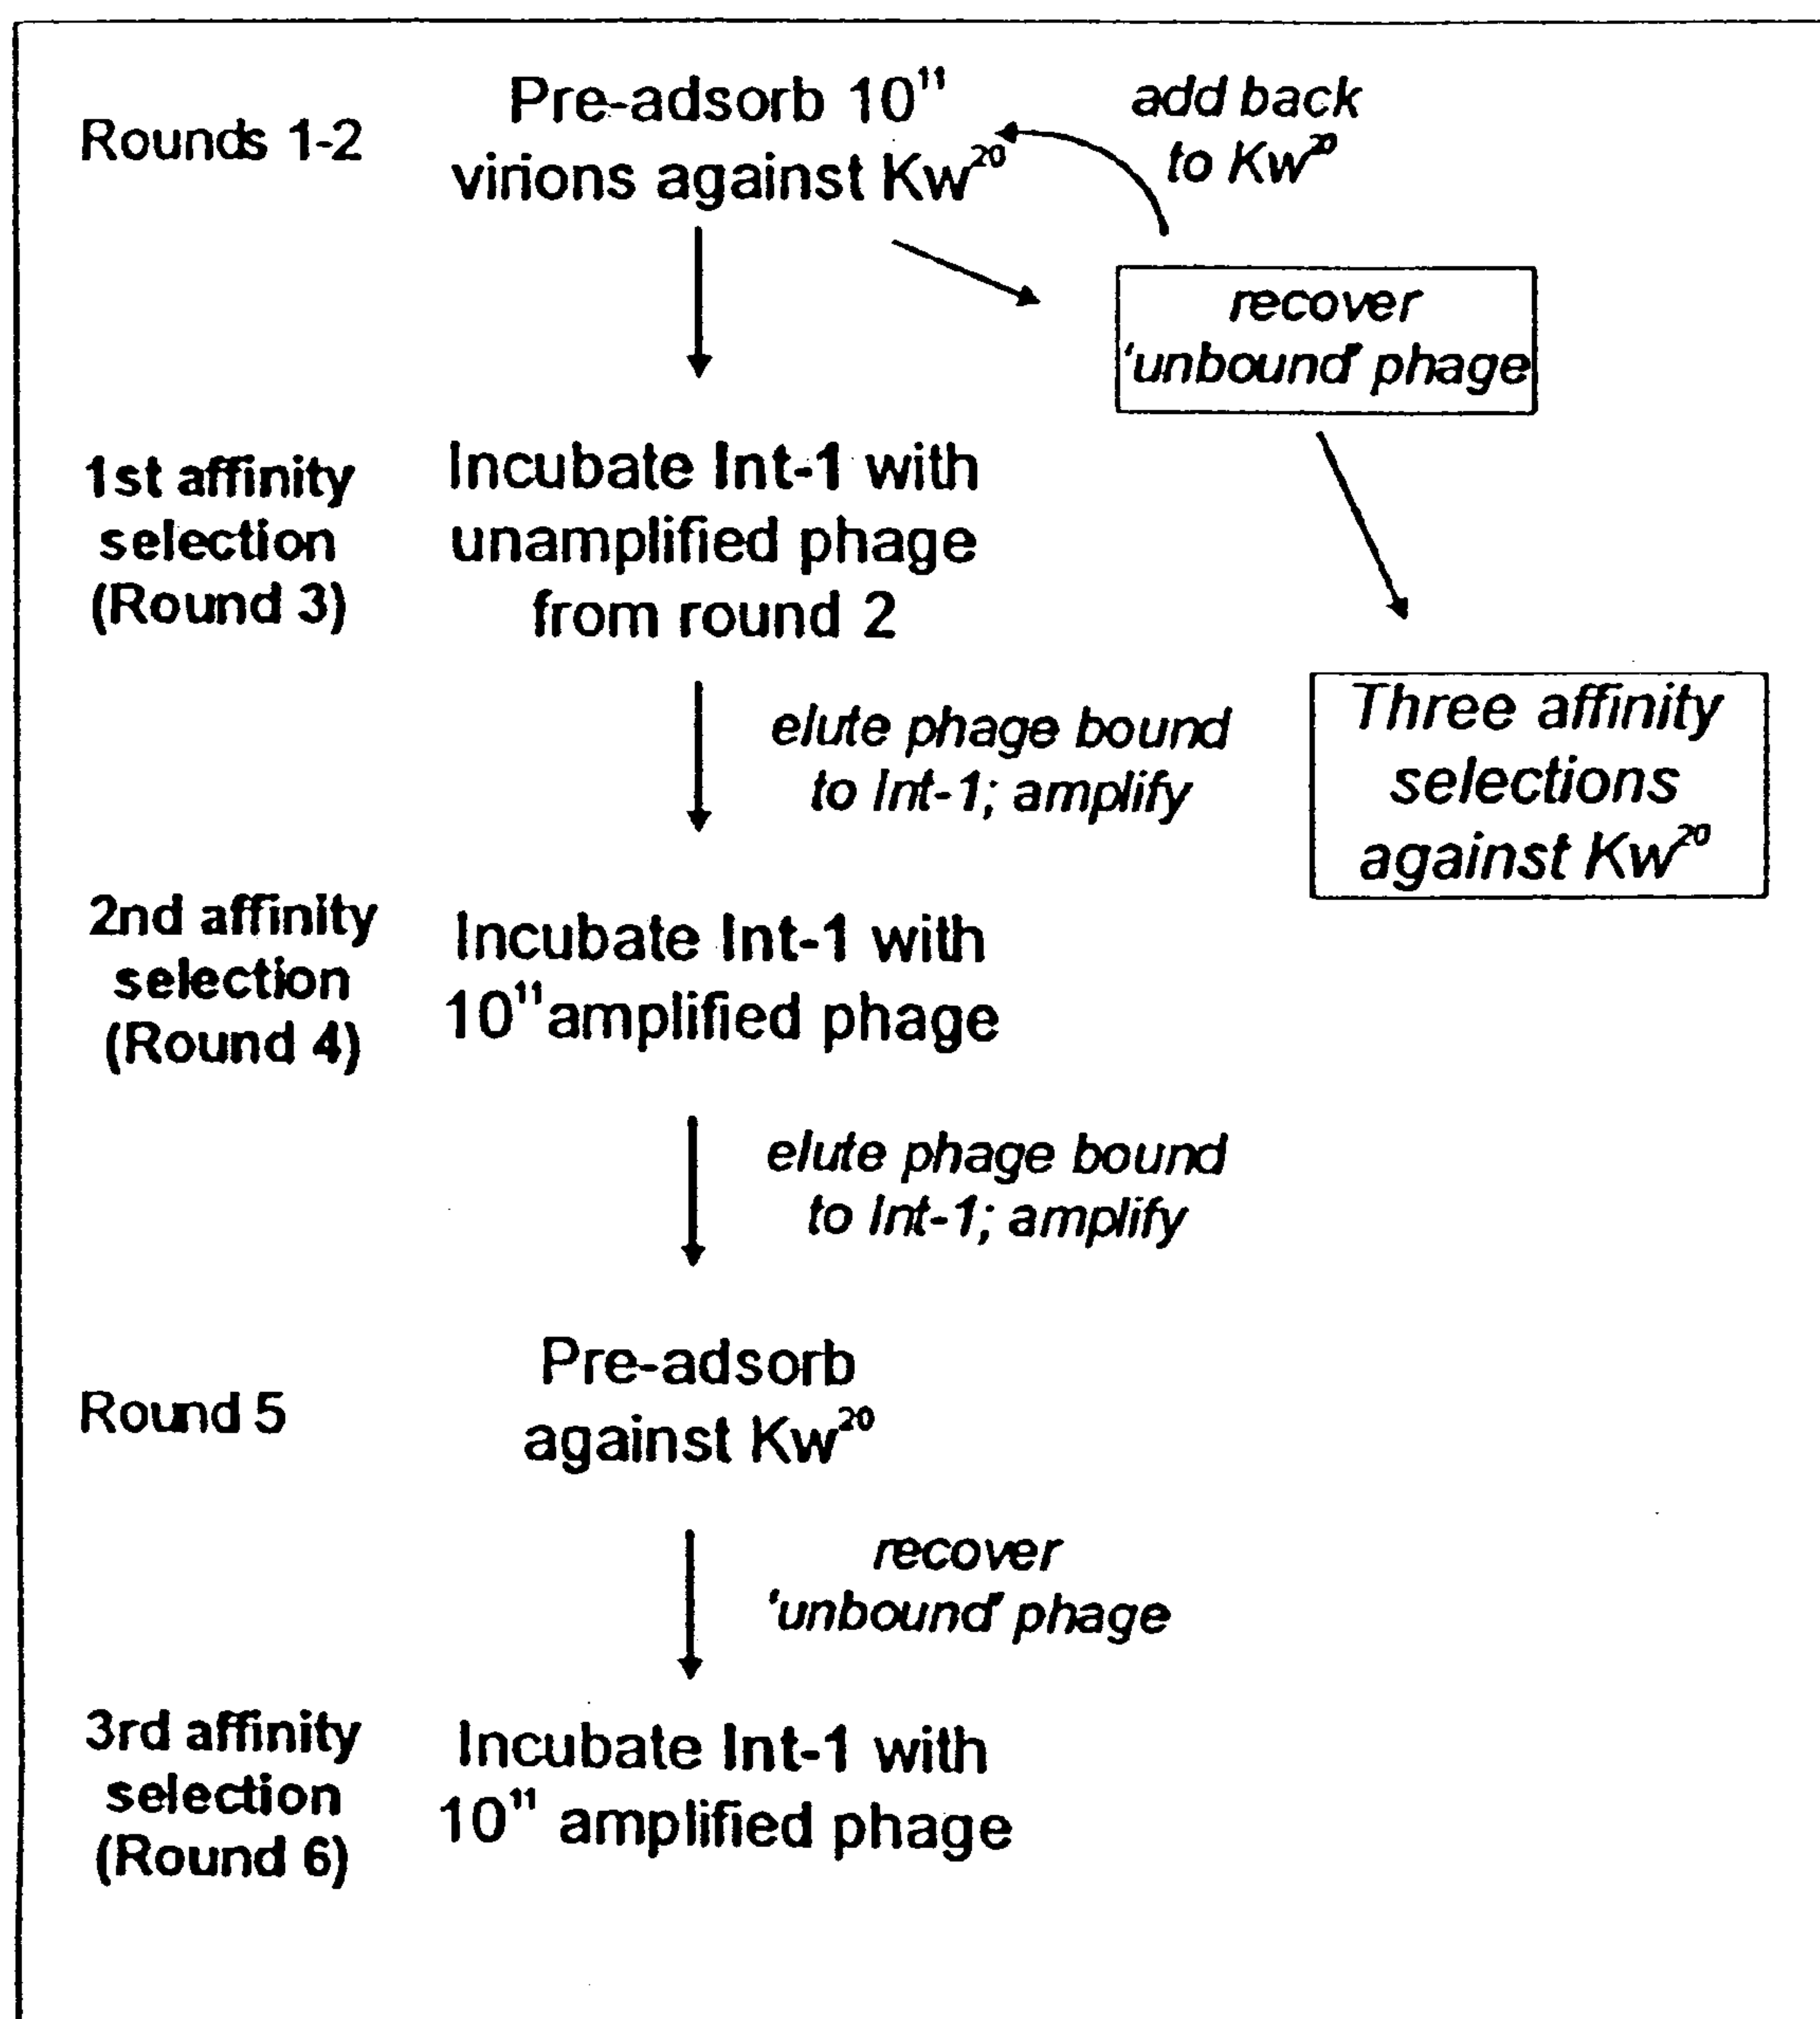 Rounds 1-2
Pre-adsorb 10¹¹
virions against Kw²⁰
add back
to Kw²⁰
recover
'unbound' phage
1st affinity
selection
(Round 3)
Incubate Int-1 with
unamplified phage
from round 2
elute phage bound
to Int-1; amplify
Three affinity
selections
against Kw²⁰
2nd affinity
selection
(Round 4)
Incubate Int-1 with
10¹¹ amplified phage
elute phage bound
to Int-1; amplify
Round 5
Pre-adsorb
against Kw²⁰
recover
'unbound' phage
3rd affinity
selection
(Round 6)
Incubate Int-1 with
10¹¹ amplified phage